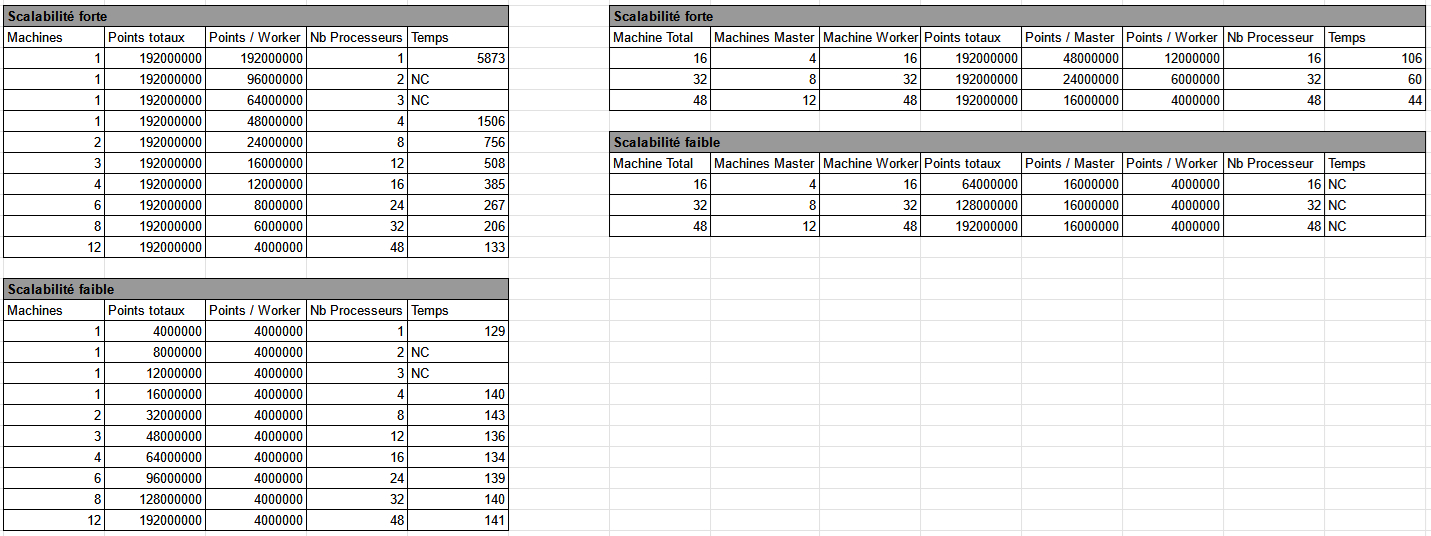 Scalabilité forte
Machines Points totaux Points / Worker Nb Processeurs Temps
1 192000000 192000000 1 5873
1 192000000 96000000 2 NC
1 192000000 64000000 3 NC
1 192000000 48000000 4 1506
2 192000000 24000000 8 756
3 192000000 16000000 12 508
4 192000000 12000000 16 385
6 192000000 8000000 24 267
8 192000000 6000000 32 206
12 192000000 4000000 48 133
Scalabilité faible
Machines Points totaux Points / Worker Nb Processeurs Temps
1 4000000 4000000 1 129
1 8000000 4000000 2 NC
1 12000000 4000000 3 NC
1 16000000 4000000 4 140
2 32000000 4000000 8 143
3 48000000 4000000 12 136
4 64000000 4000000 16 134
6 96000000 4000000 24 139
8 128000000 4000000 32 140
12 192000000 4000000 48 141
Scalabilité forte
Machine Total Machines Master Machine Worker Points totaux Points / Master Points / Worker Nb Processeur Temps
16 4 16 192000000 48000000 12000000 16 106
32 8 32 192000000 24000000 6000000 32 60
48 12 48 192000000 16000000 4000000 48 44
Scalabilité faible
Machine Total Machines Master Machine Worker Points totaux Points / Master Points / Worker Nb Processeur Temps
16 4 16 64000000 16000000 4000000 16 NC
32 8 32 128000000 16000000 4000000 32 NC
48 12 48 192000000 16000000 4000000 48 NC